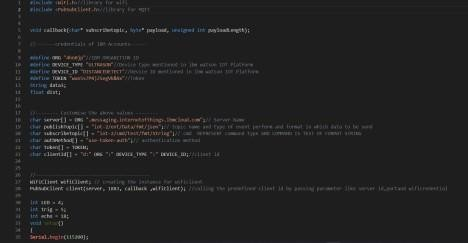 #include <WiFi.h>//library for wifi
#include <PubSubClient.h>//library for MQTT
void callback(char* subscribetopic, byte* payload, unsigned int payloadLength);
//-------credentials of IBM Accounts------
#define ORG //IBM ORGANITION ID
#define DEVICE_TYPE "ULTRASON"//Device type mentioned in ibm watson IOT Platform
#define DEVICE_ID "DISTANCEDETECT"//Device ID mentioned in ibm watson IOT Platform
#define TOKEN //Token
String data3;
float dist;
//-------- Customise the above values --------
char server[] = ORG ".messaging.internetofthings.ibmcloud.com";// Server Name
char publishTopic[] = "iot-2/evt/Data/fmt/json";// topic name and type of event perform and format in which data to be send
char subscribetopic[] = "iot-2/cmd/test/fmt/String";// cmd REPRESENT command type AND COMMAND IS TEST OF FORMAT STRING
char authMethod[] = "use-token-auth";// authentication method
char token[] = TOKEN;
char clientId[] = "d:" ORG ":" DEVICE_TYPE ":" DEVICE_ID;//client id
WiFiClient wifiClient; // creating the instance for wificlient
PubSubClient client(server, 1883, callback ,wifiClient); //calling the predefined client id by passing parameter like server id,portand wificredential
int LED = 4;
int trig = 5;
int echo = 18;
void setup()
{
Serial.begin(115200);